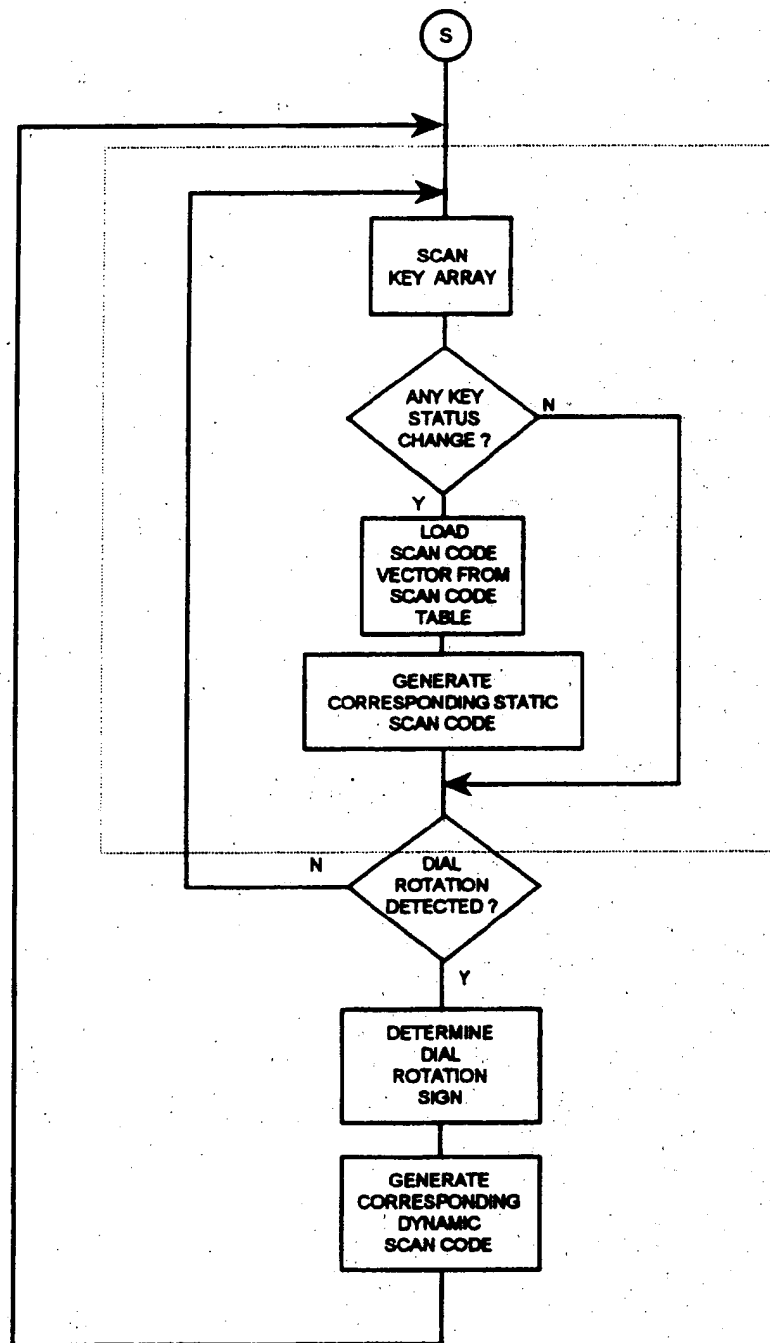 S
SCAN
KEY ARRAY
ANY KEY
STATUS
CHANGE ?
N
Y
LOAD
SCAN CODE
VECTOR FROM
SCAN CODE
TABLE
GENERATE
CORRESPONDING STATIC
SCAN CODE
N
DIAL
ROTATION
DETECTED ?
Y
DETERMINE
DIAL
ROTATION
SIGN
GENERATE
CORRESPONDING
DYNAMIC
SCAN CODE